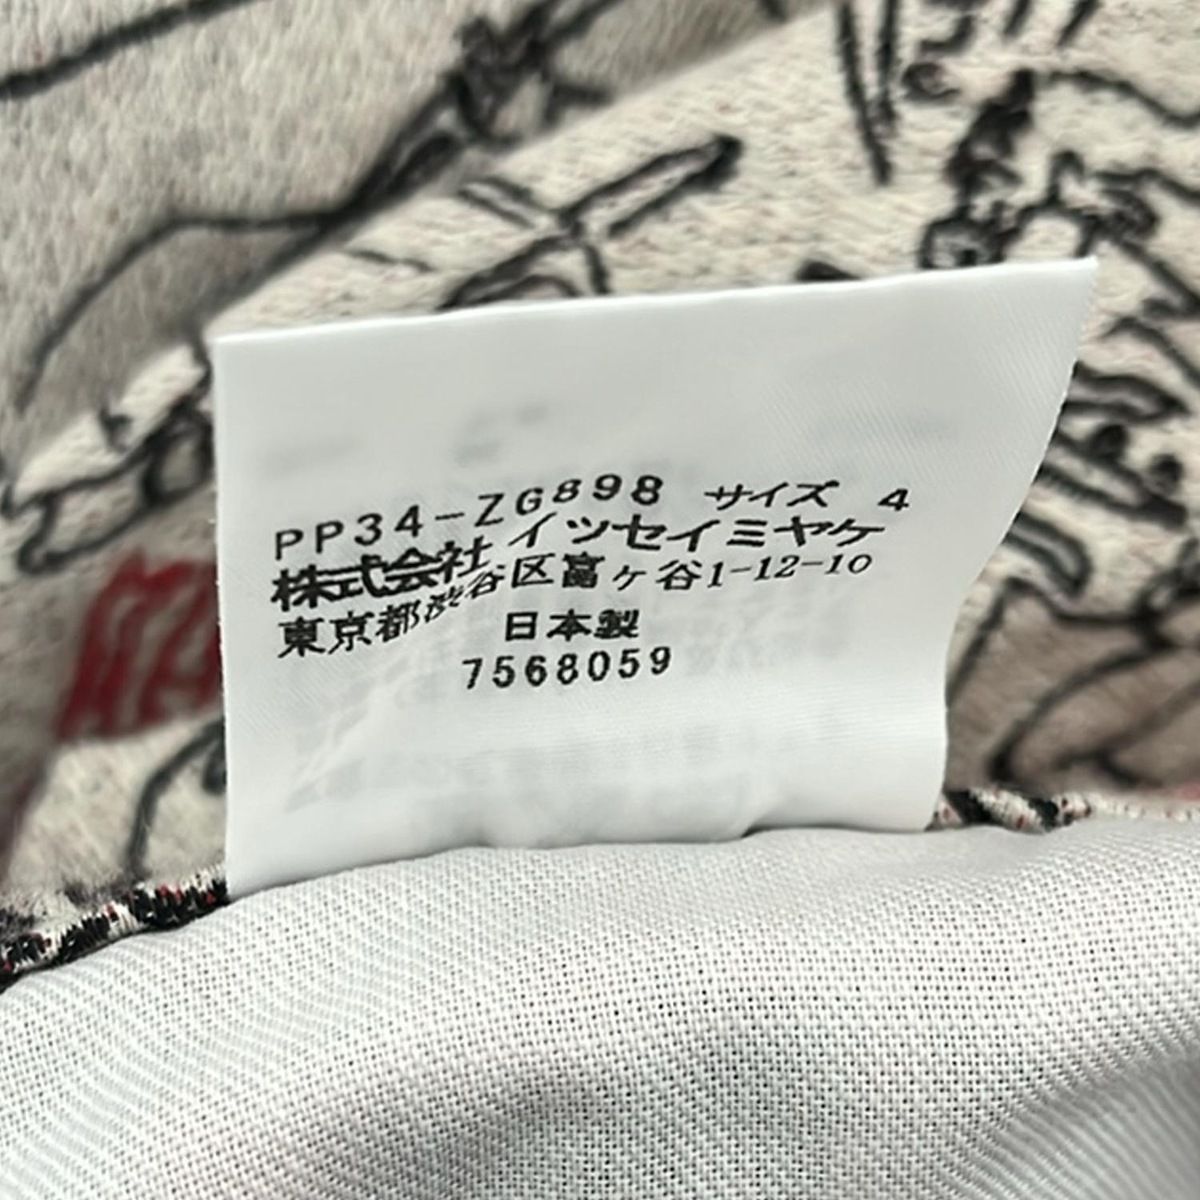 PP34-ZG898 サイズ 4
株式会社イッセイミヤケ
東京都渋谷区富ヶ谷1-12-10
日本製
7568059